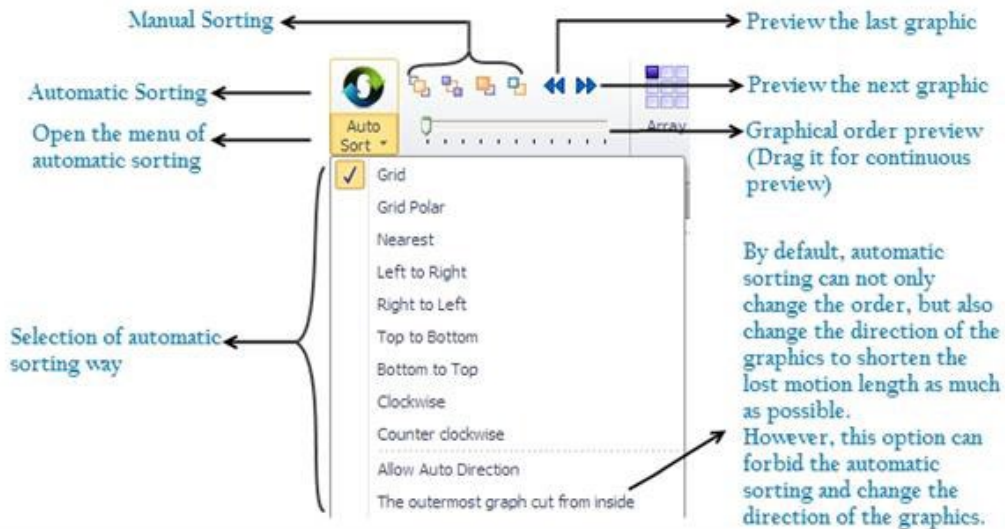 Manual Sorting
Preview the last graphic
Automatic Sorting
Preview the next graphic
Open the menu of
automatic sorting
Auto
Sort
Array
Graphical order preview
(Drag it for continuous
preview)
Grid
Grid Polar
Nearest
Left to Right
Right to Left
Top to Bottom
Bottom to Top
Clockwise
Counter clockwise
Allow Auto Direction
The outermost graph cut from inside
Selection of automatic
sorting way
By default, automatic
sorting can not only
change the order, but also
change the direction of the
graphics to shorten the
lost motion length as much
as possible.
However, this option can
forbid the automatic
sorting and change the
direction of the graphics.